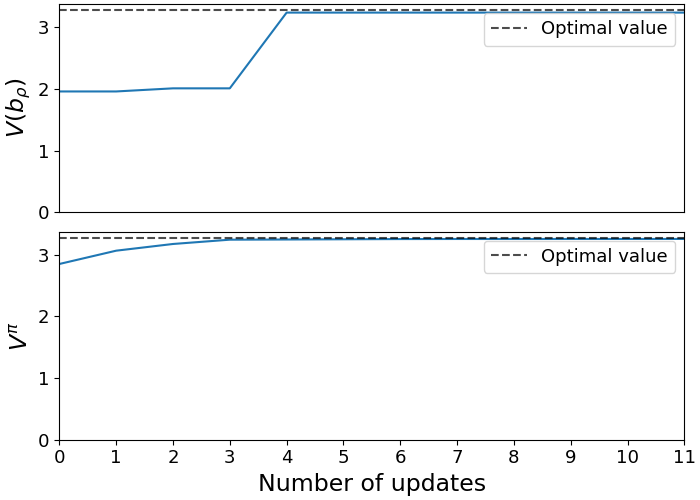 3
2
1
0
V(b_ρ)
Optimal value
3
2
1
0
V^π
Optimal value
0 1 2 3 4 5 6 7 8 9 10 11
Number of updates